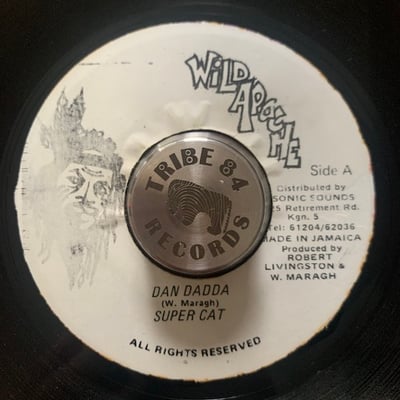 WILD
APACHE
Side A
TRIBE 84
RECORDS
Distributed by
SONIC SOUNDS
25 Retirement Rd.
Kgn. 5
Tel: 61204/62036
MADE IN JAMAICA
Produced by
ROBERT
LIVINGSTON &
W. MARAGH
DAN DADDA
(W. Maragh)
SUPER CAT
ALL RIGHTS RESERVED